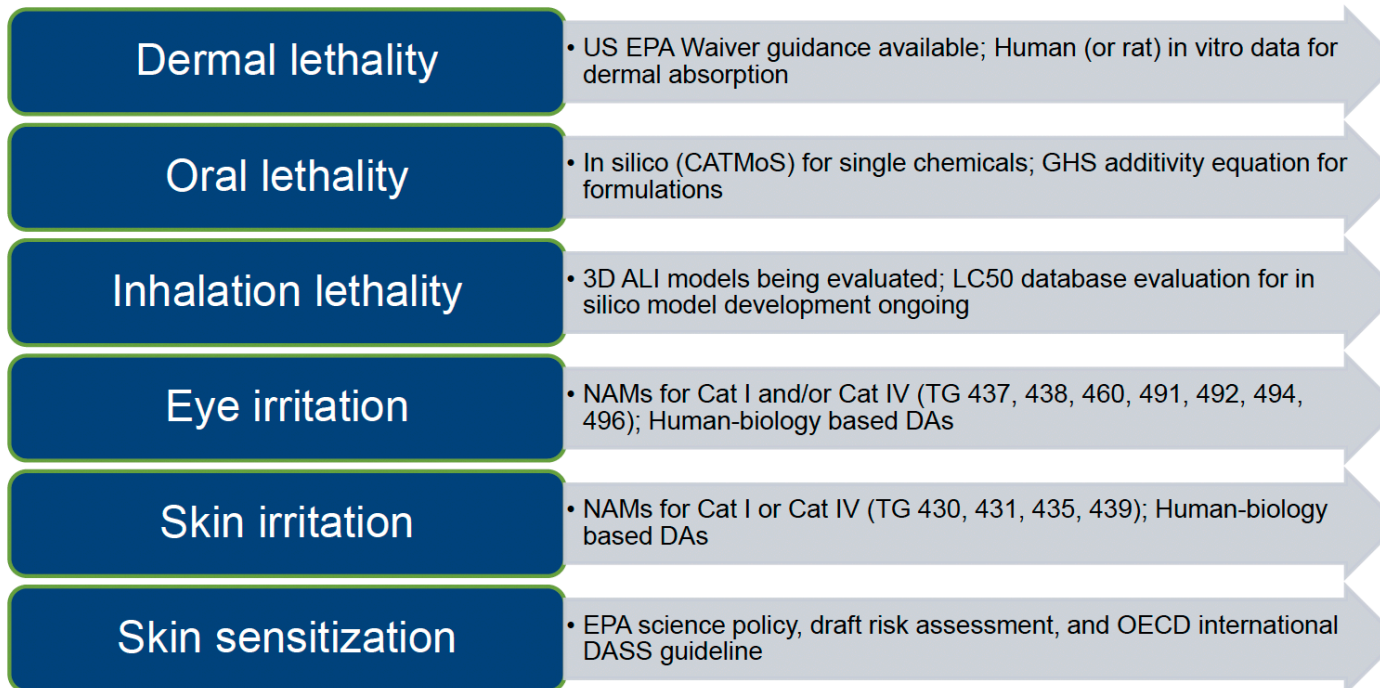 Dermal lethality
• US EPA Waiver guidance available; Human (or rat) in vitro data for
dermal absorption
Oral lethality
• In silico (CATMoS) for single chemicals; GHS additivity equation for
formulations
Inhalation lethality
• 3D ALI models being evaluated; LC50 database evaluation for in
silico model development ongoing
Eye irritation
• NAMs for Cat I and/or Cat IV (TG 437, 438, 460, 491, 492, 494,
496); Human-biology based DAs
Skin irritation
• NAMs for Cat I or Cat IV (TG 430, 431, 435, 439); Human-biology
based DAs
Skin sensitization
• EPA science policy, draft risk assessment, and OECD international
DASS guideline